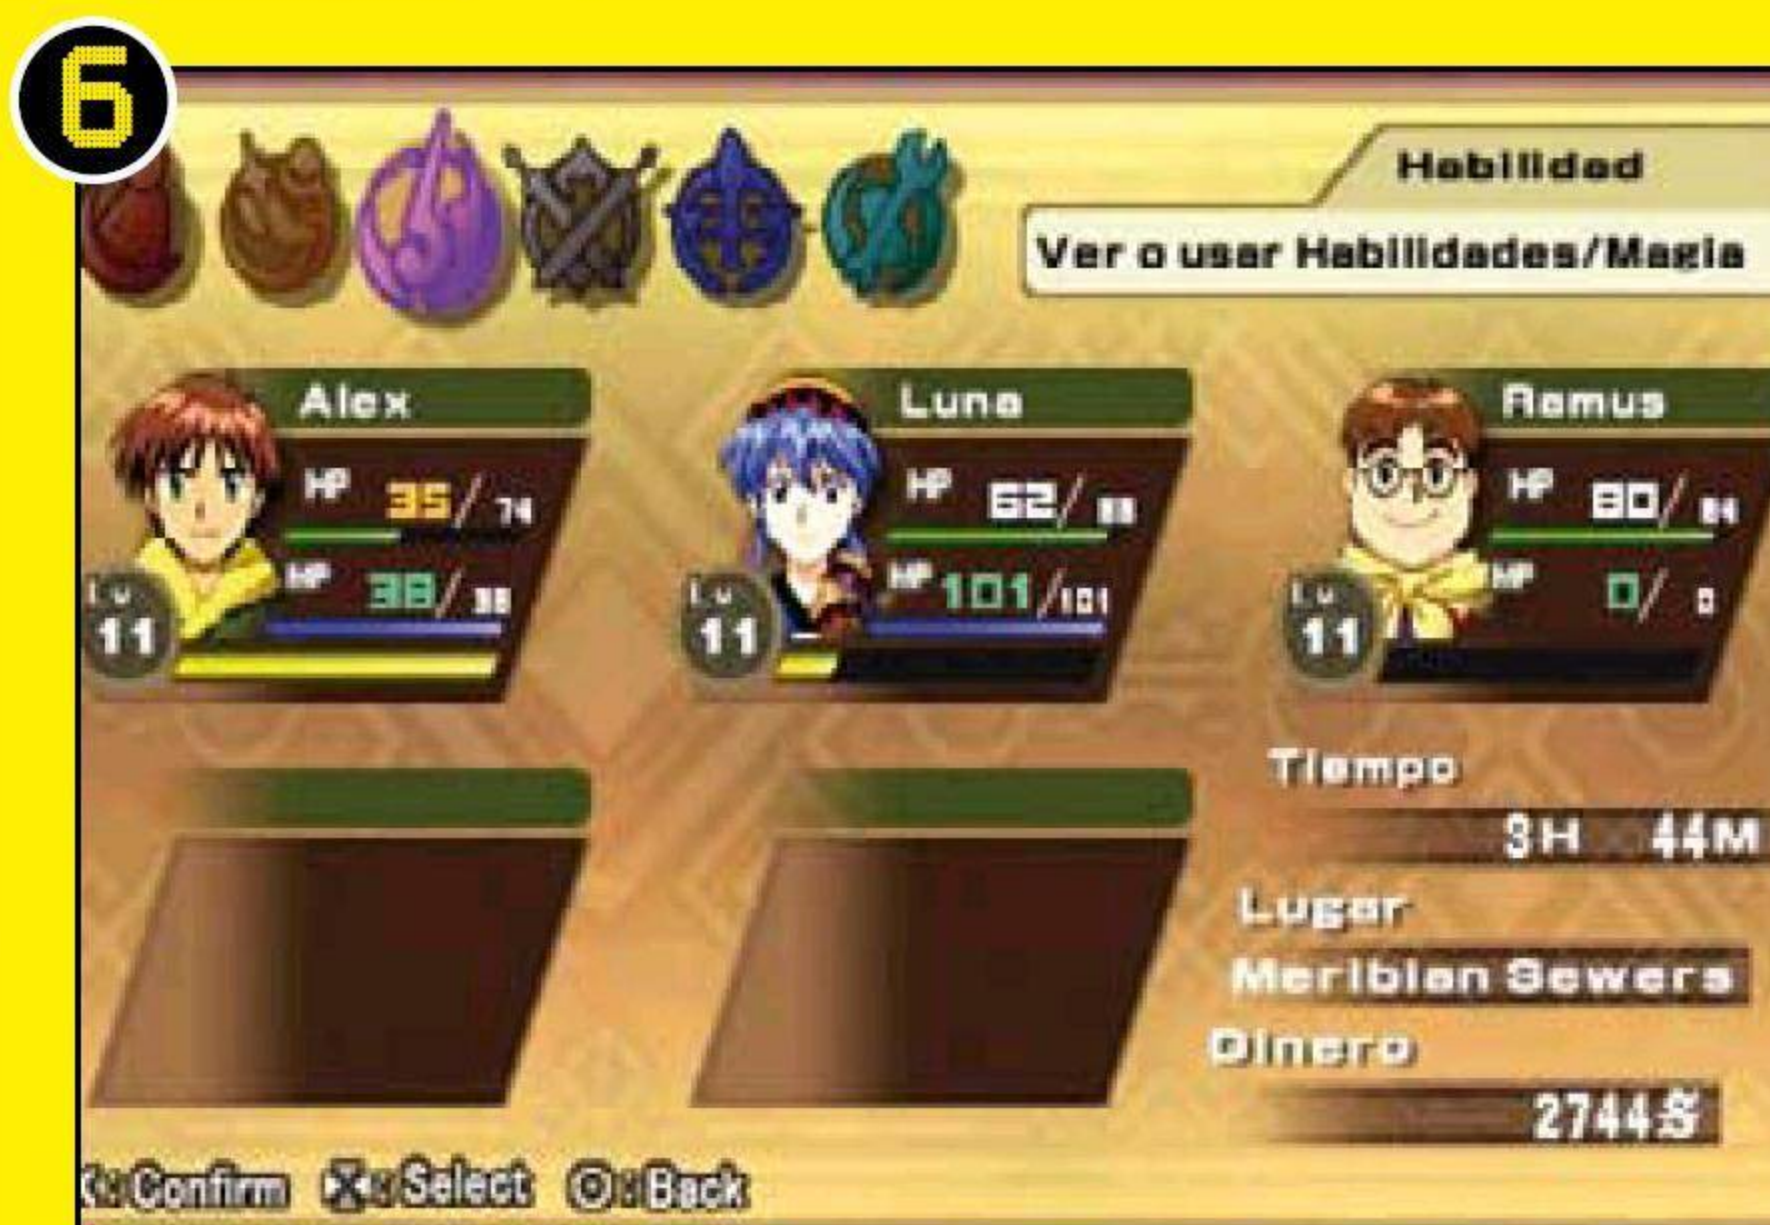 6
Habilidad
Ver o usar Habilidades/Magia
Alex
HP 35/74
MP 38/38
Lv 11
Luna
HP 62/
MP 101/101
Lv 11
Ramus
HP 80/84
MP 0/0
Lv 11
Tiempo
3H 44M
Lugar
Meribian Sewers
Dinero
2744S
: Confirm : Select : Back